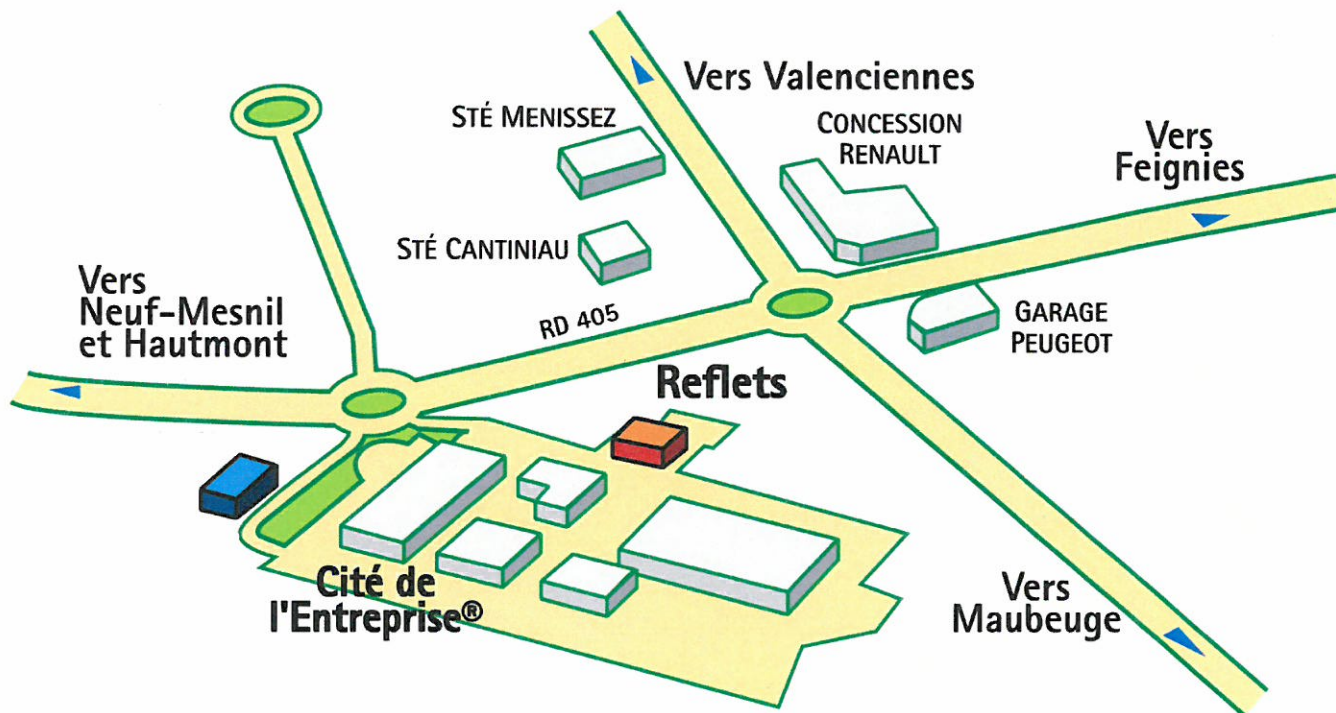 Vers Valenciennes
STÉ MENISSEZ
CONCESSION
RENAULT
Vers
Feignies
STÉ CANTINIAU
Vers
Neuf-Mesnil
et Hautmont
RD 405
GARAGE
PEUGEOT
Reflets
Cité de
l'Entreprise®
Vers
Maubeuge